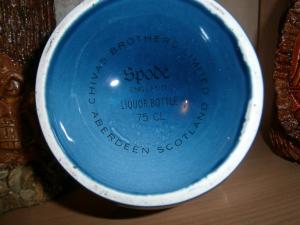 CHIVAS BROTHERS LIMITED
Spode
ENGLAND
LIQUOR BOTTLE
75 CL
ABERDEEN SCOTLAND